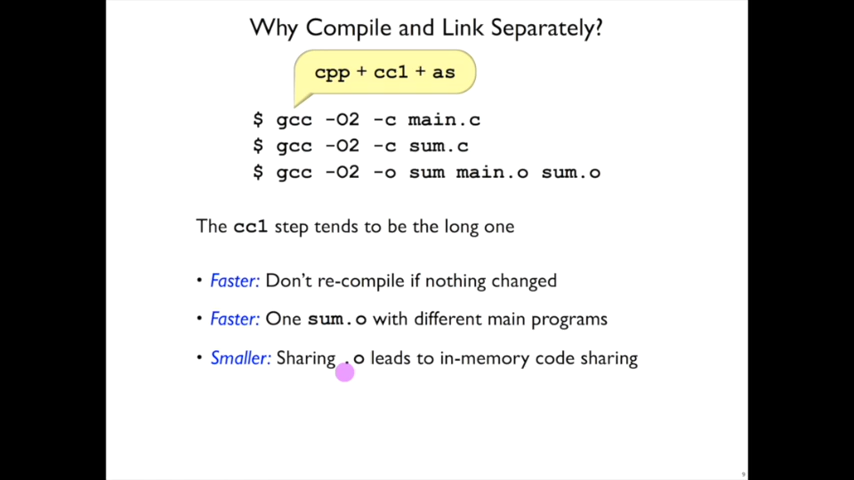 Why Compile and Link Separately?
cpp + cc1 + as
$ gcc -O2 -c main.c
$ gcc -O2 -c sum.c
$ gcc -O2 -o sum main.o sum.o
The cc1 step tends to be the long one
• Faster: Don't re-compile if nothing changed
• Faster: One sum.o with different main programs
• Smaller: Sharing .o leads to in-memory code sharing